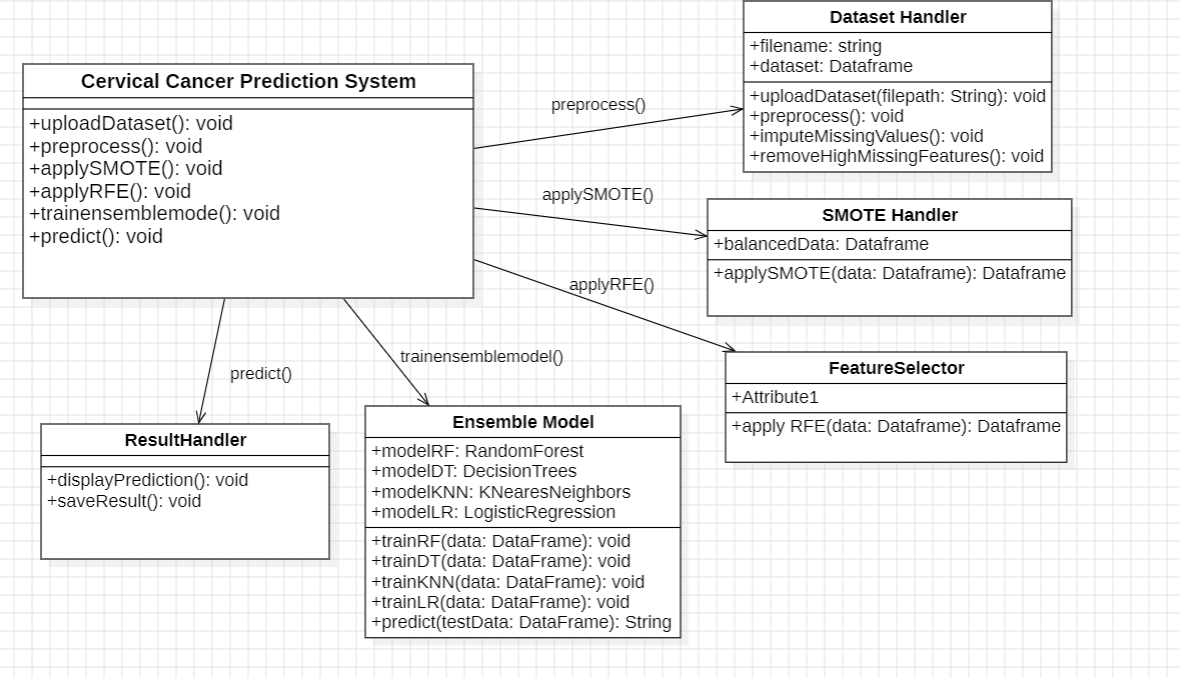 Dataset Handler
+filename: string
+dataset: Dataframe
+uploadDataset(filepath: String): void
+preprocess(): void
+imputeMissingValues(): void
+removeHighMissingFeatures(): void
Cervical Cancer Prediction System
+uploadDataset(): void
+preprocess(): void
+applySMOTE(): void
+applyRFE(): void
+trainensemblemode(): void
+predict(): void
preprocess()
applySMOTE()
SMOTE Handler
+balancedData: Dataframe
+applySMOTE(data: Dataframe): Dataframe
applyRFE()
FeatureSelector
+Attribute1
+apply RFE(data: Dataframe): Dataframe
trainensemblemodel()
predict()
ResultHandler
+displayPrediction(): void
+saveResult(): void
Ensemble Model
+modelRF: RandomForest
+modelDT: DecisionTrees
+modelKNN: KNearesNeighbors
+modelLR: LogisticRegression
+trainRF(data: DataFrame): void
+trainDT(data: DataFrame): void
+trainKNN(data: DataFrame): void
+trainLR(data: DataFrame): void
+predict(testData: DataFrame): String